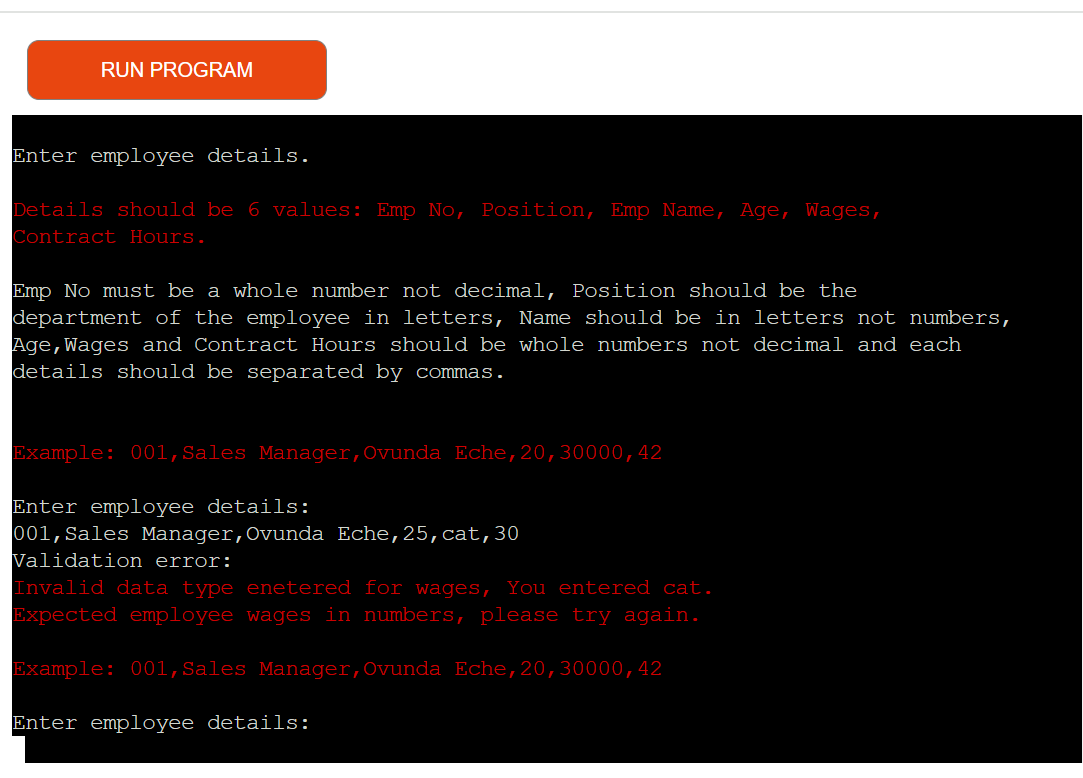 RUN PROGRAM
Enter employee details.
Details should be 6 values: Emp No, Position, Emp Name, Age, Wages,
Contract Hours.
Emp No must be a whole number not decimal, Position should be the
department of the employee in letters, Name should be in letters not numbers,
Age,Wages and Contract Hours should be whole numbers not decimal and each
details should be separated by commas.
Example: 001,Sales Manager,Ovunda Eche,20,30000,42
Enter employee details:
001,Sales Manager,Ovunda Eche,25,cat,30
Validation error:
Invalid data type enetered for wages, You entered cat.
Expected employee wages in numbers, please try again.
Example: 001,Sales Manager,Ovunda Eche,20,30000,42
Enter employee details: